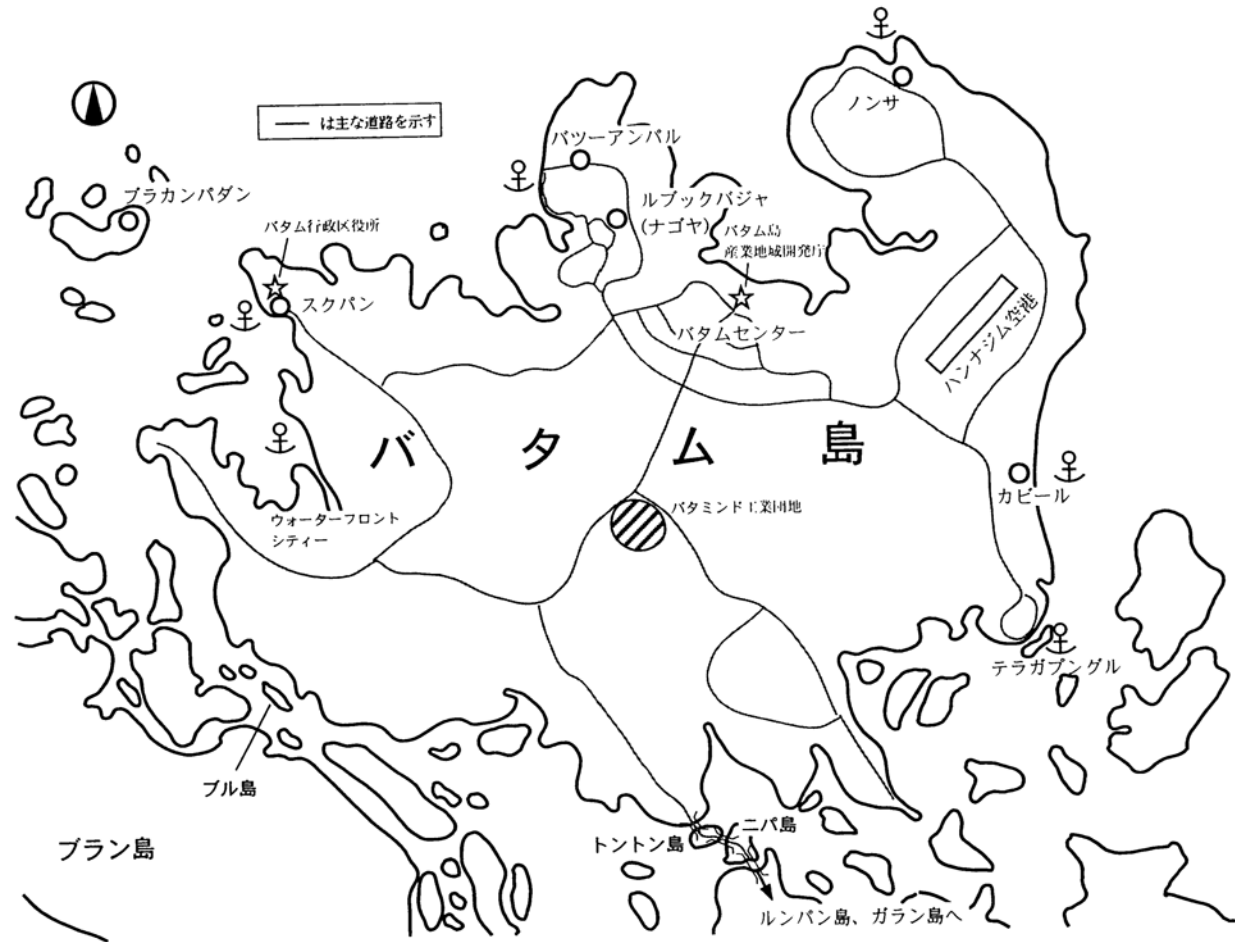 ノンサ
── は主な道路を示す
バツーアンパル
ブラカンパダン
ルブックバジャ
(ナゴヤ)
バタム行政区役所
バタム島
産業地域開発庁
スクパン
バタムセンター
ハンナジム空港
バタム島
カビール
バタミンド工業団地
ウォーターフロント
シティー
テラガブングル
ブル島
ニパ島
トントン島
ブラン島
ルンパン島、ガラン島へ